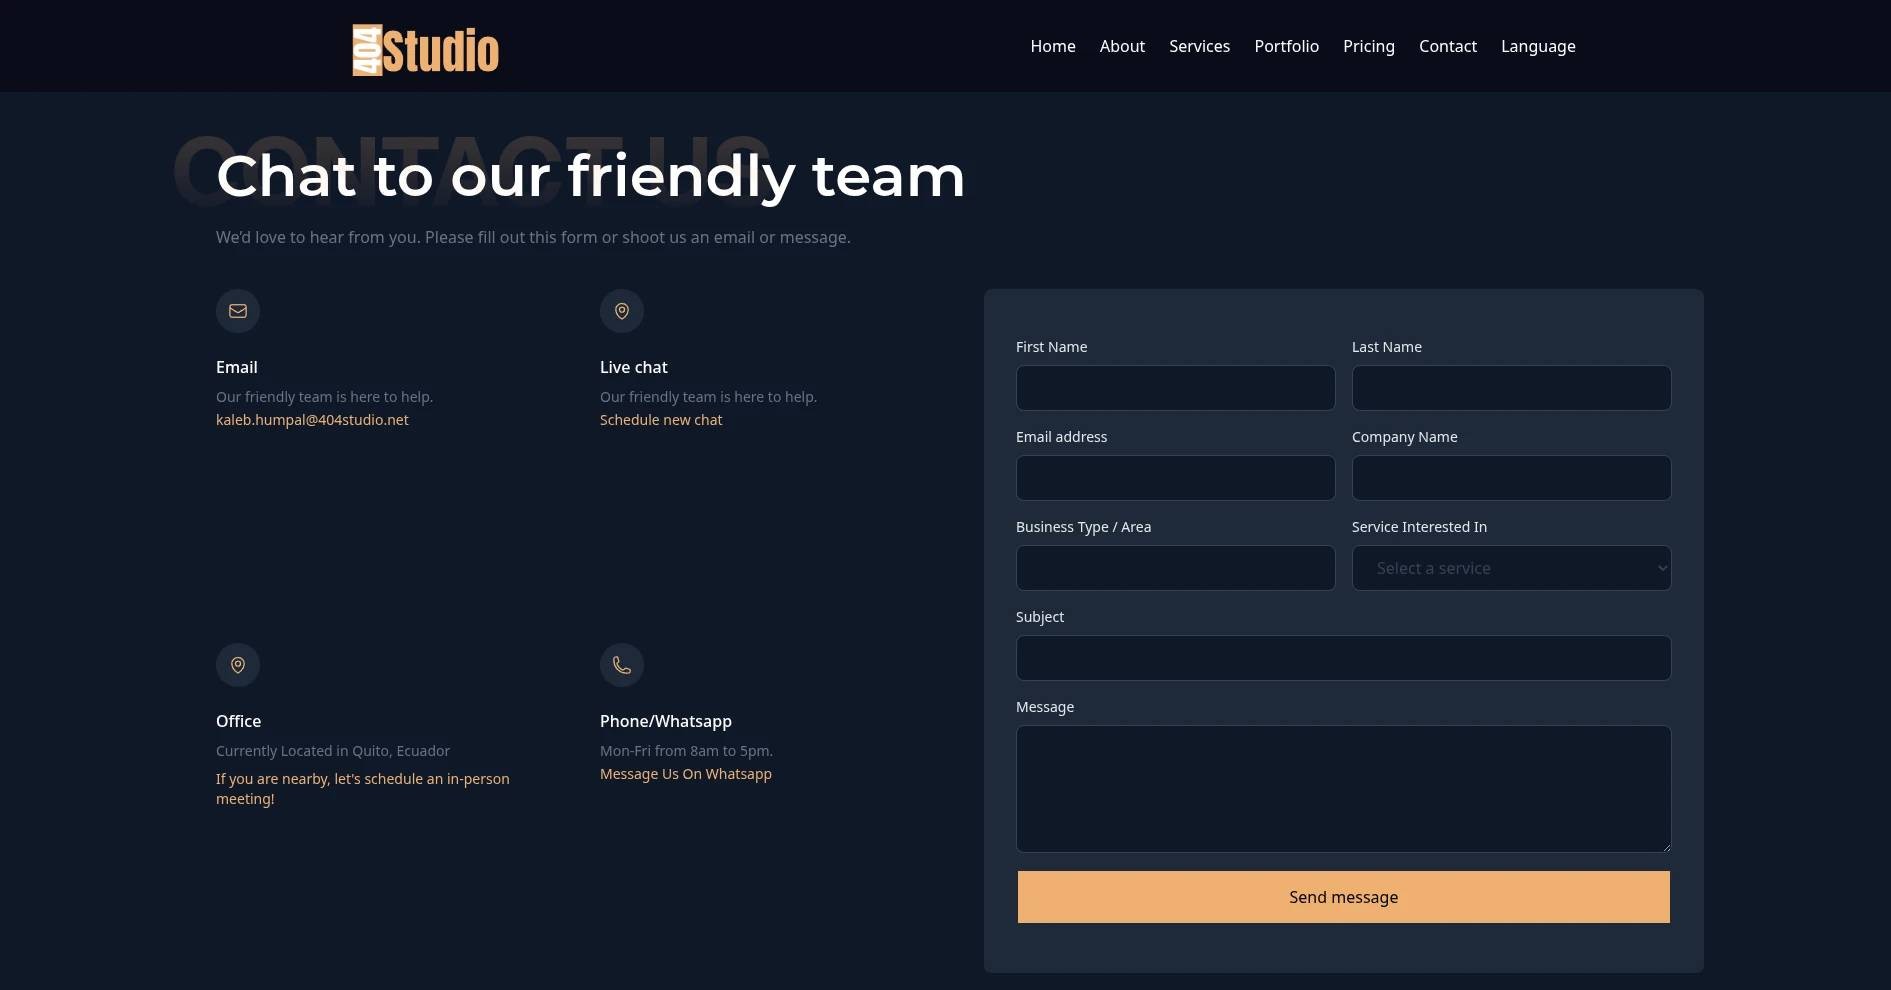 404 Studio
Home About Services Portfolio Pricing Contact Language
CONTACT US
Chat to our friendly team
We'd love to hear from you. Please fill out this form or shoot us an email or message.
Email
Our friendly team is here to help.
kaleb.humpal@404studio.net
Live chat
Our friendly team is here to help.
Schedule new chat
Office
Currently Located in Quito, Ecuador
If you are nearby, let's schedule an in-person
meeting!
Phone/Whatsapp
Mon-Fri from 8am to 5pm.
Message Us On Whatsapp
First Name
Last Name
Email address
Company Name
Business Type / Area
Service Interested In
Select a service
Subject
Message
Send message